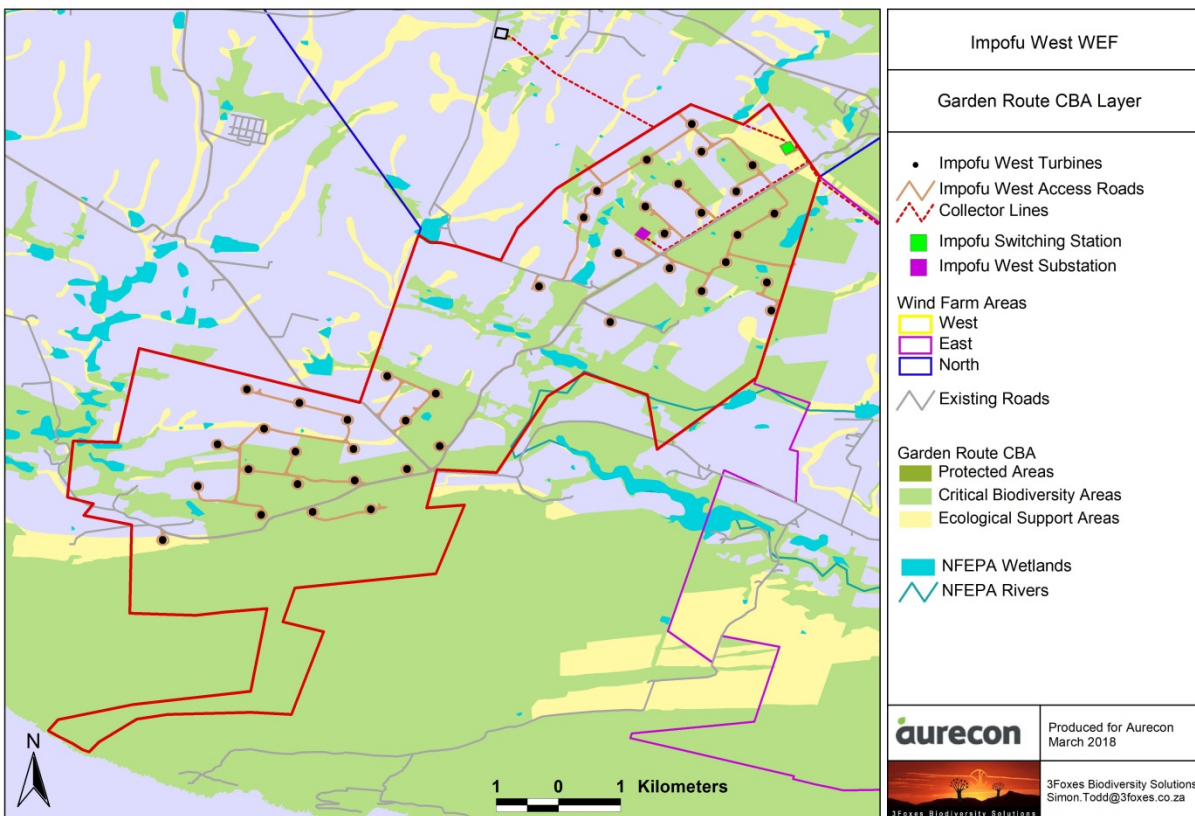 Impofu West WEF
Garden Route CBA Layer
Impofu West Turbines
Impofu West Access Roads
Collector Lines
Impofu Switching Station
Impofu West Substation
Wind Farm Areas
West
East
North
Existing Roads
Garden Route CBA
Protected Areas
Critical Biodiversity Areas
Ecological Support Areas
NFEPA Wetlands
NFEPA Rivers
N
1 0 1 Kilometers
aurecon
Produced for Aurecon
March 2018
3Foxes Biodiversity Solutions
3Foxes Biodiversity Solutions
Simon.Todd@3foxes.co.za